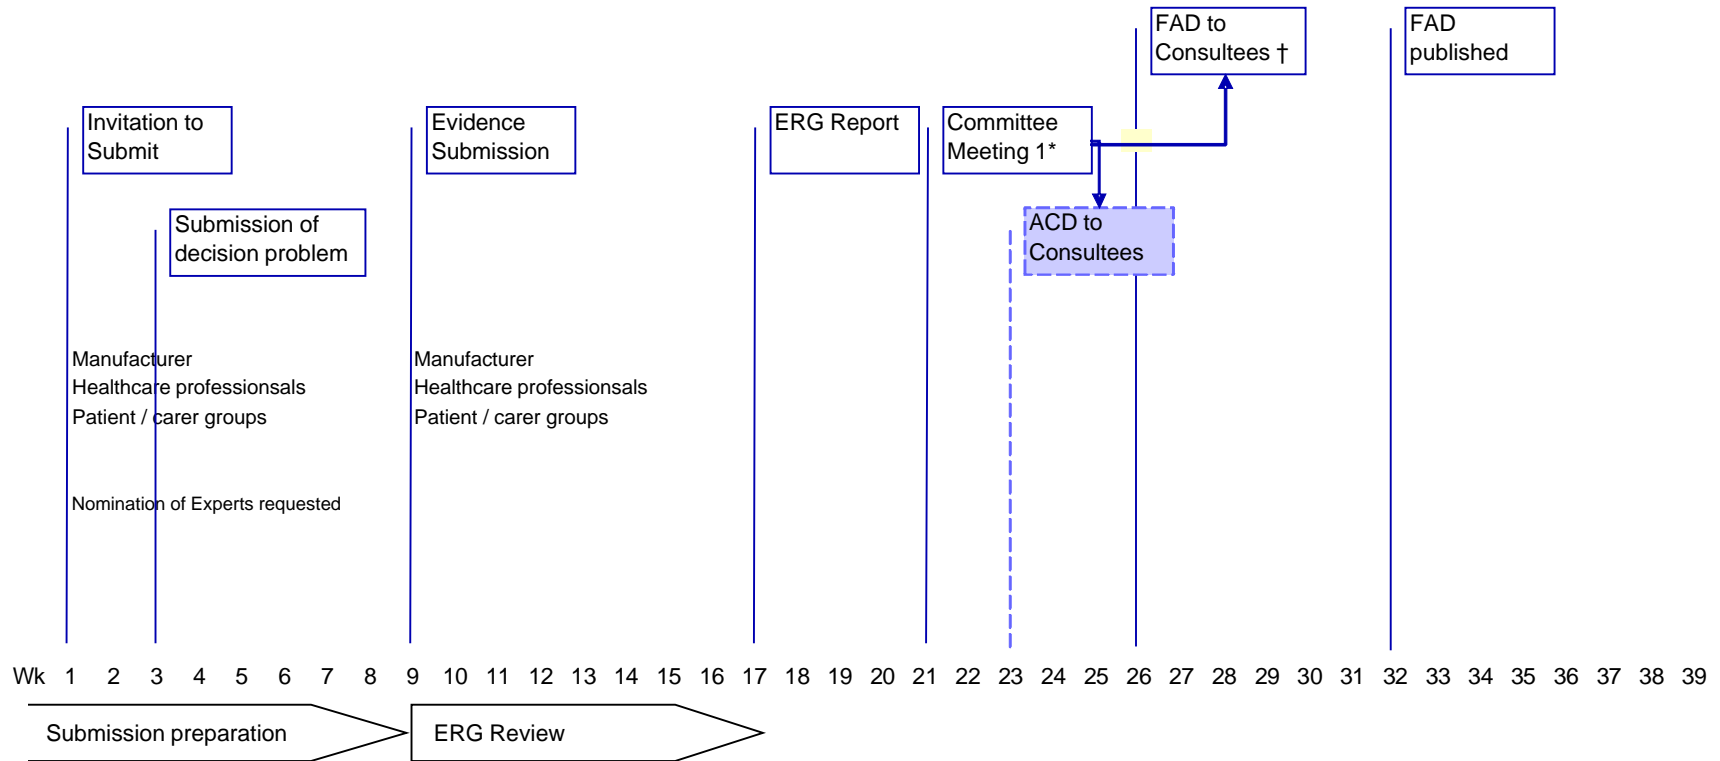 FAD to
Consultees †
FAD
published
Invitation to
Submit
Evidence
Submission
ERG Report
Committee
Meeting 1*
Submission of
decision problem
ACD to
Consultees
Manufacturer
Healthcare professionsals
Patient / carer groups
Manufacturer
Healthcare professionsals
Patient / carer groups
Nomination of Experts requested
Wk 1 2 3 4 5 6 7 8 9 10 11 12 13 14 15 16 17 18 19 20 21 22 23 24 25 26 27 28 29 30 31 32 33 34 35 36 37 38 39
Submission preparation
ERG Review